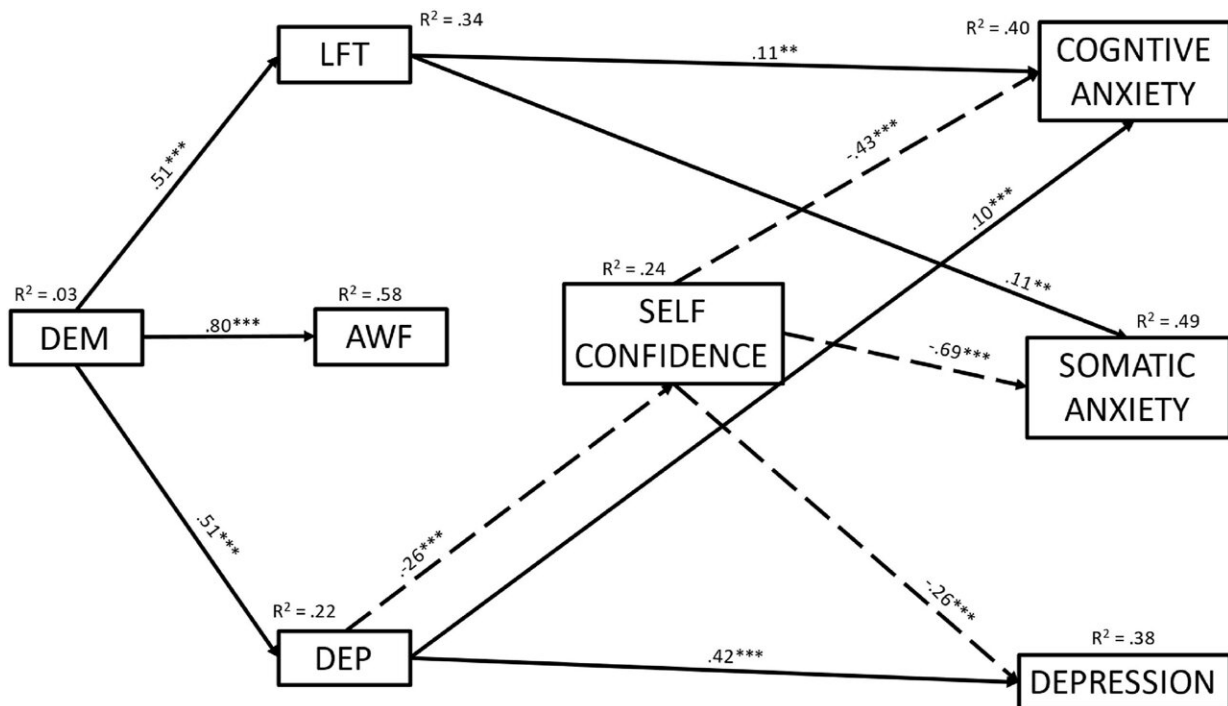 R² = .34
LFT
R² = .40
COGNTIVE
ANXIETY
.11**
.51***
-.43***
.10***
R² = .03
DEM
.80***
R² = .58
AWF
R² = .24
SELF
CONFIDENCE
.11**
R² = .49
SOMATIC
ANXIETY
-.69***
.51***
-.26***
-.26***
R² = .22
DEP
.42***
R² = .38
DEPRESSION